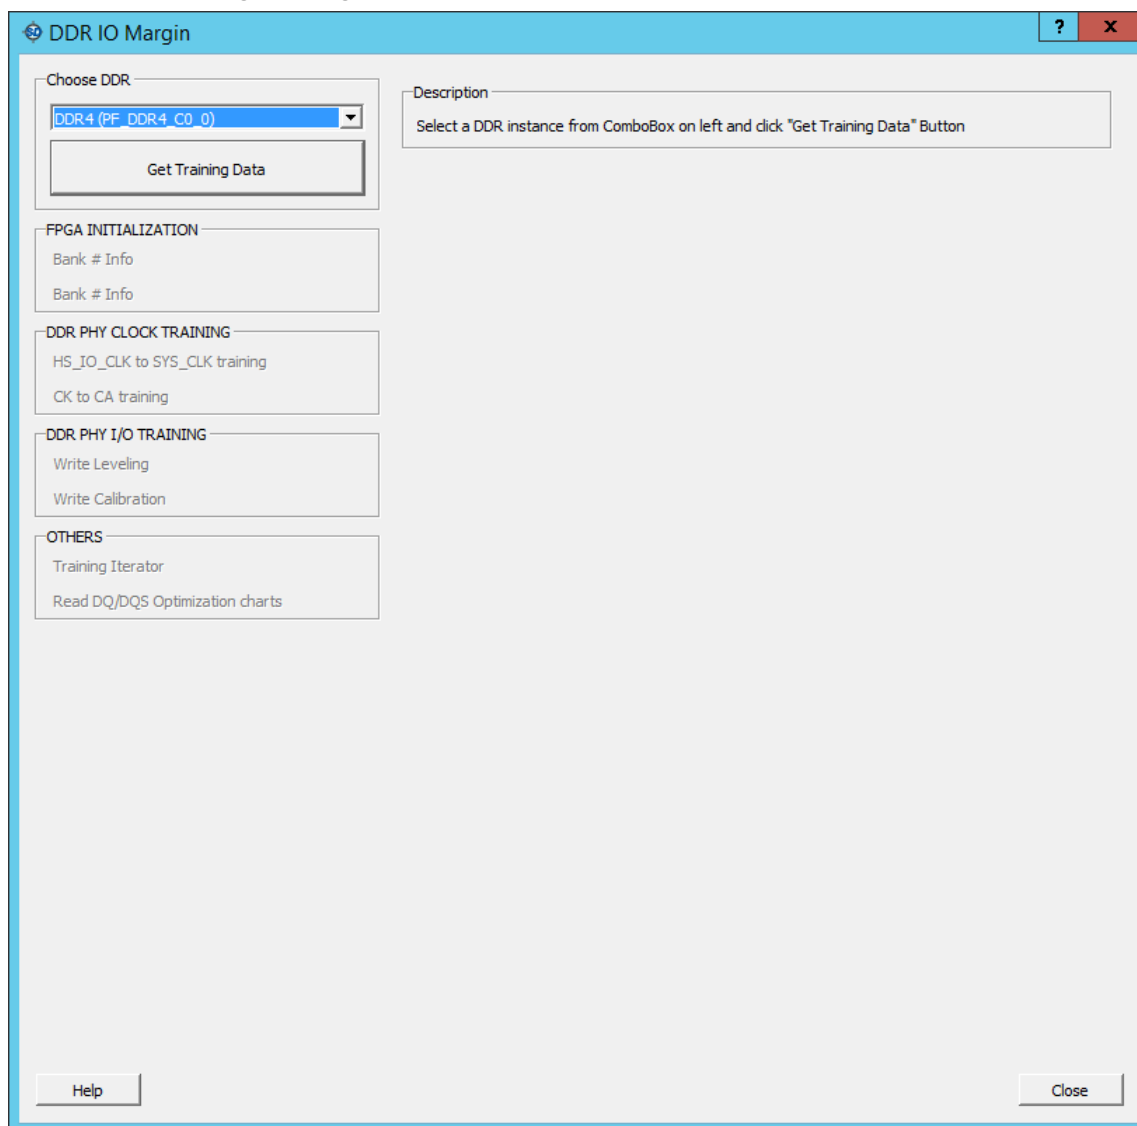 DDR IO Margin
? x
Choose DDR
DDR4 (PF_DDR4_C0_0)
Get Training Data
Description
Select a DDR instance from ComboBox on left and click "Get Training Data" Button
FPGA INITIALIZATION
Bank # Info
Bank # Info
DDR PHY CLOCK TRAINING
HS_IO_CLK to SYS_CLK training
CK to CA training
DDR PHY I/O TRAINING
Write Leveling
Write Calibration
OTHERS
Training Iterator
Read DQ/DQS Optimization charts
Help
Close